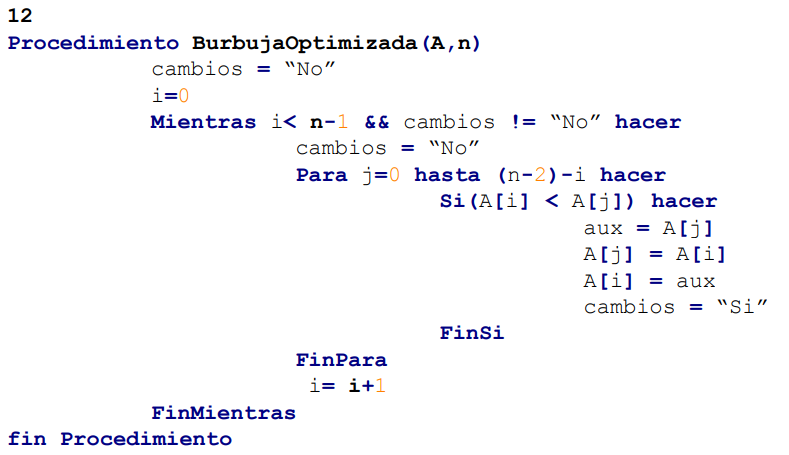 12
Procedimiento BurbujaOptimizada(A,n)
cambios = “No”
i=0
Mientras i< n-1 && cambios != “No” hacer
cambios = “No”
Para j=0 hasta (n-2)-i hacer
Si(A[i] < A[j]) hacer
aux = A[j]
A[j] = A[i]
A[i] = aux
cambios = “Si”
FinSi
FinPara
i= i+1
FinMientras
fin Procedimiento